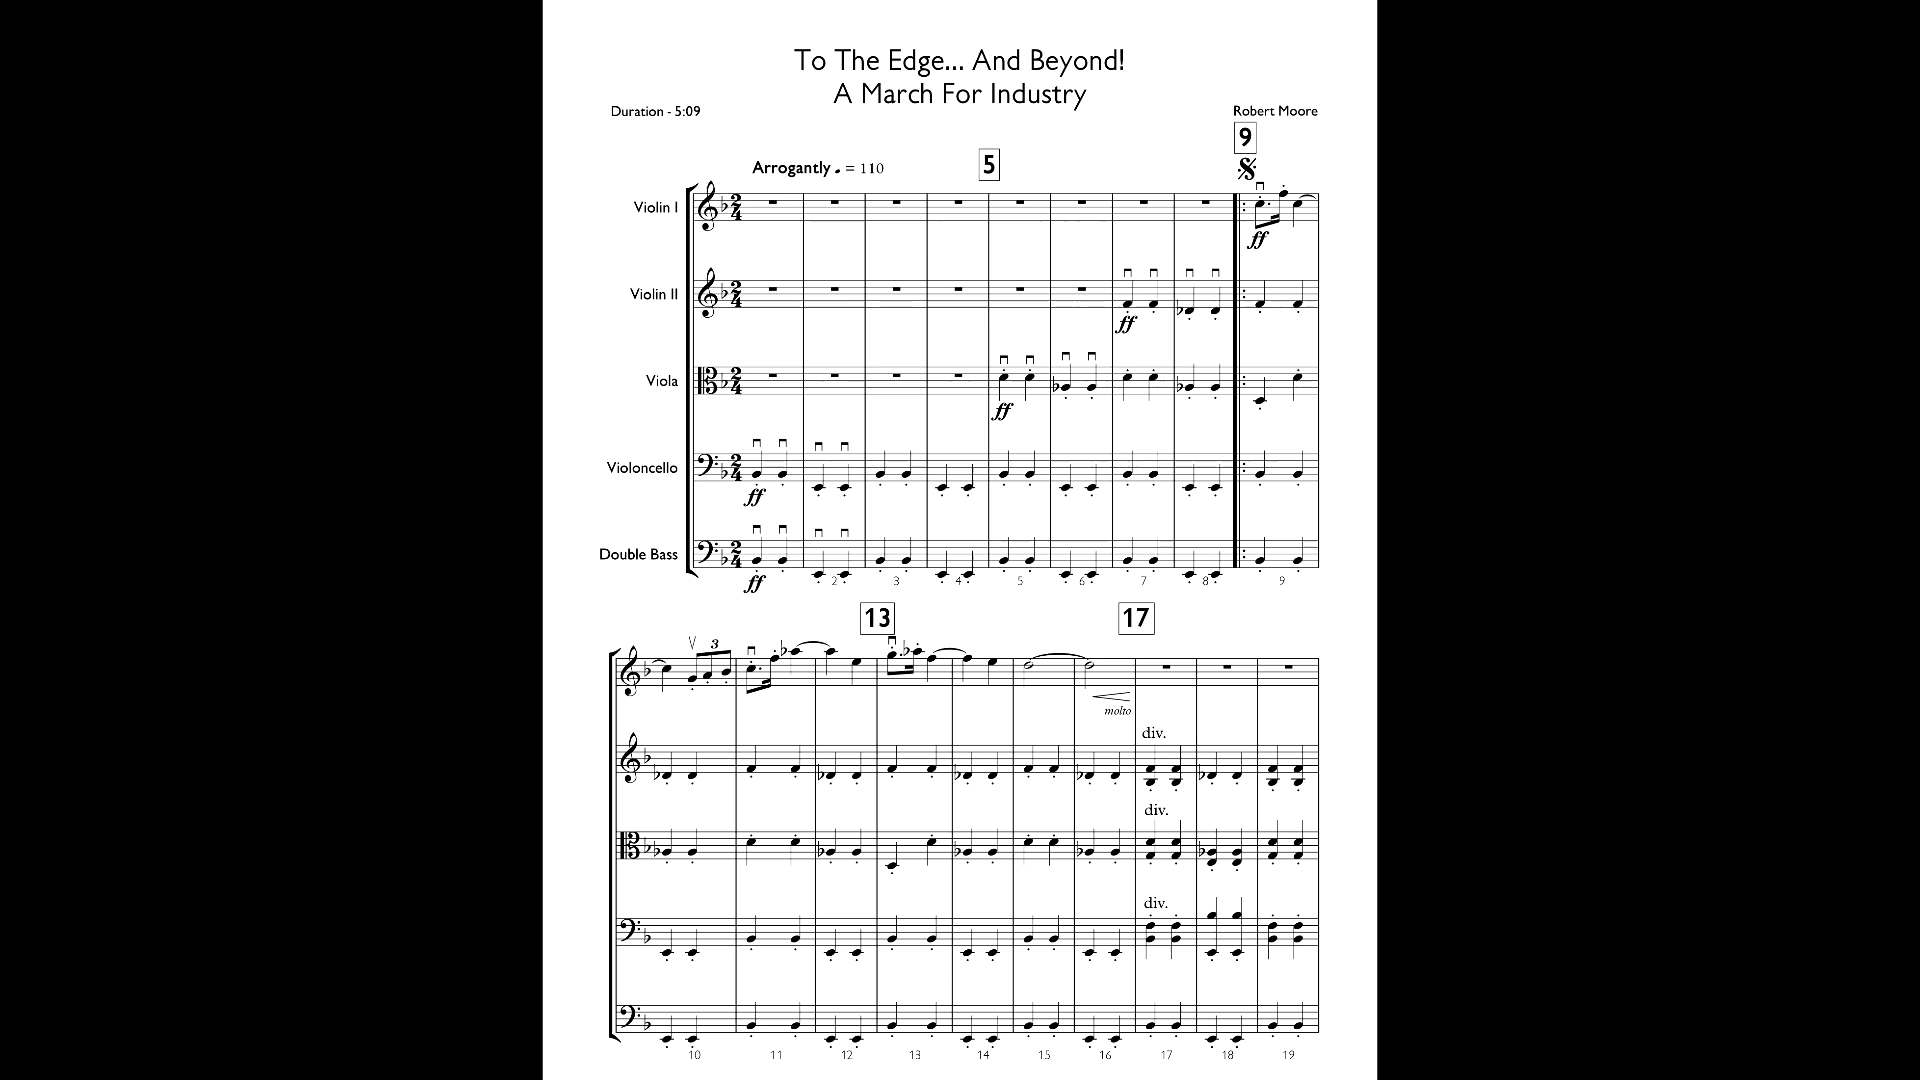 To The Edge... And Beyond!
A March For Industry
Duration - 5:09
Robert Moore
9
Arrogantly ♩ = 110
5
Violin I
ff
Violin II
ff
Viola
ff
Violoncello
ff
Double Bass
ff
2 3 4 5 6 7 8 9
13 17
3
molto
div.
div.
div.
10 11 12 13 14 15 16 17 18 19